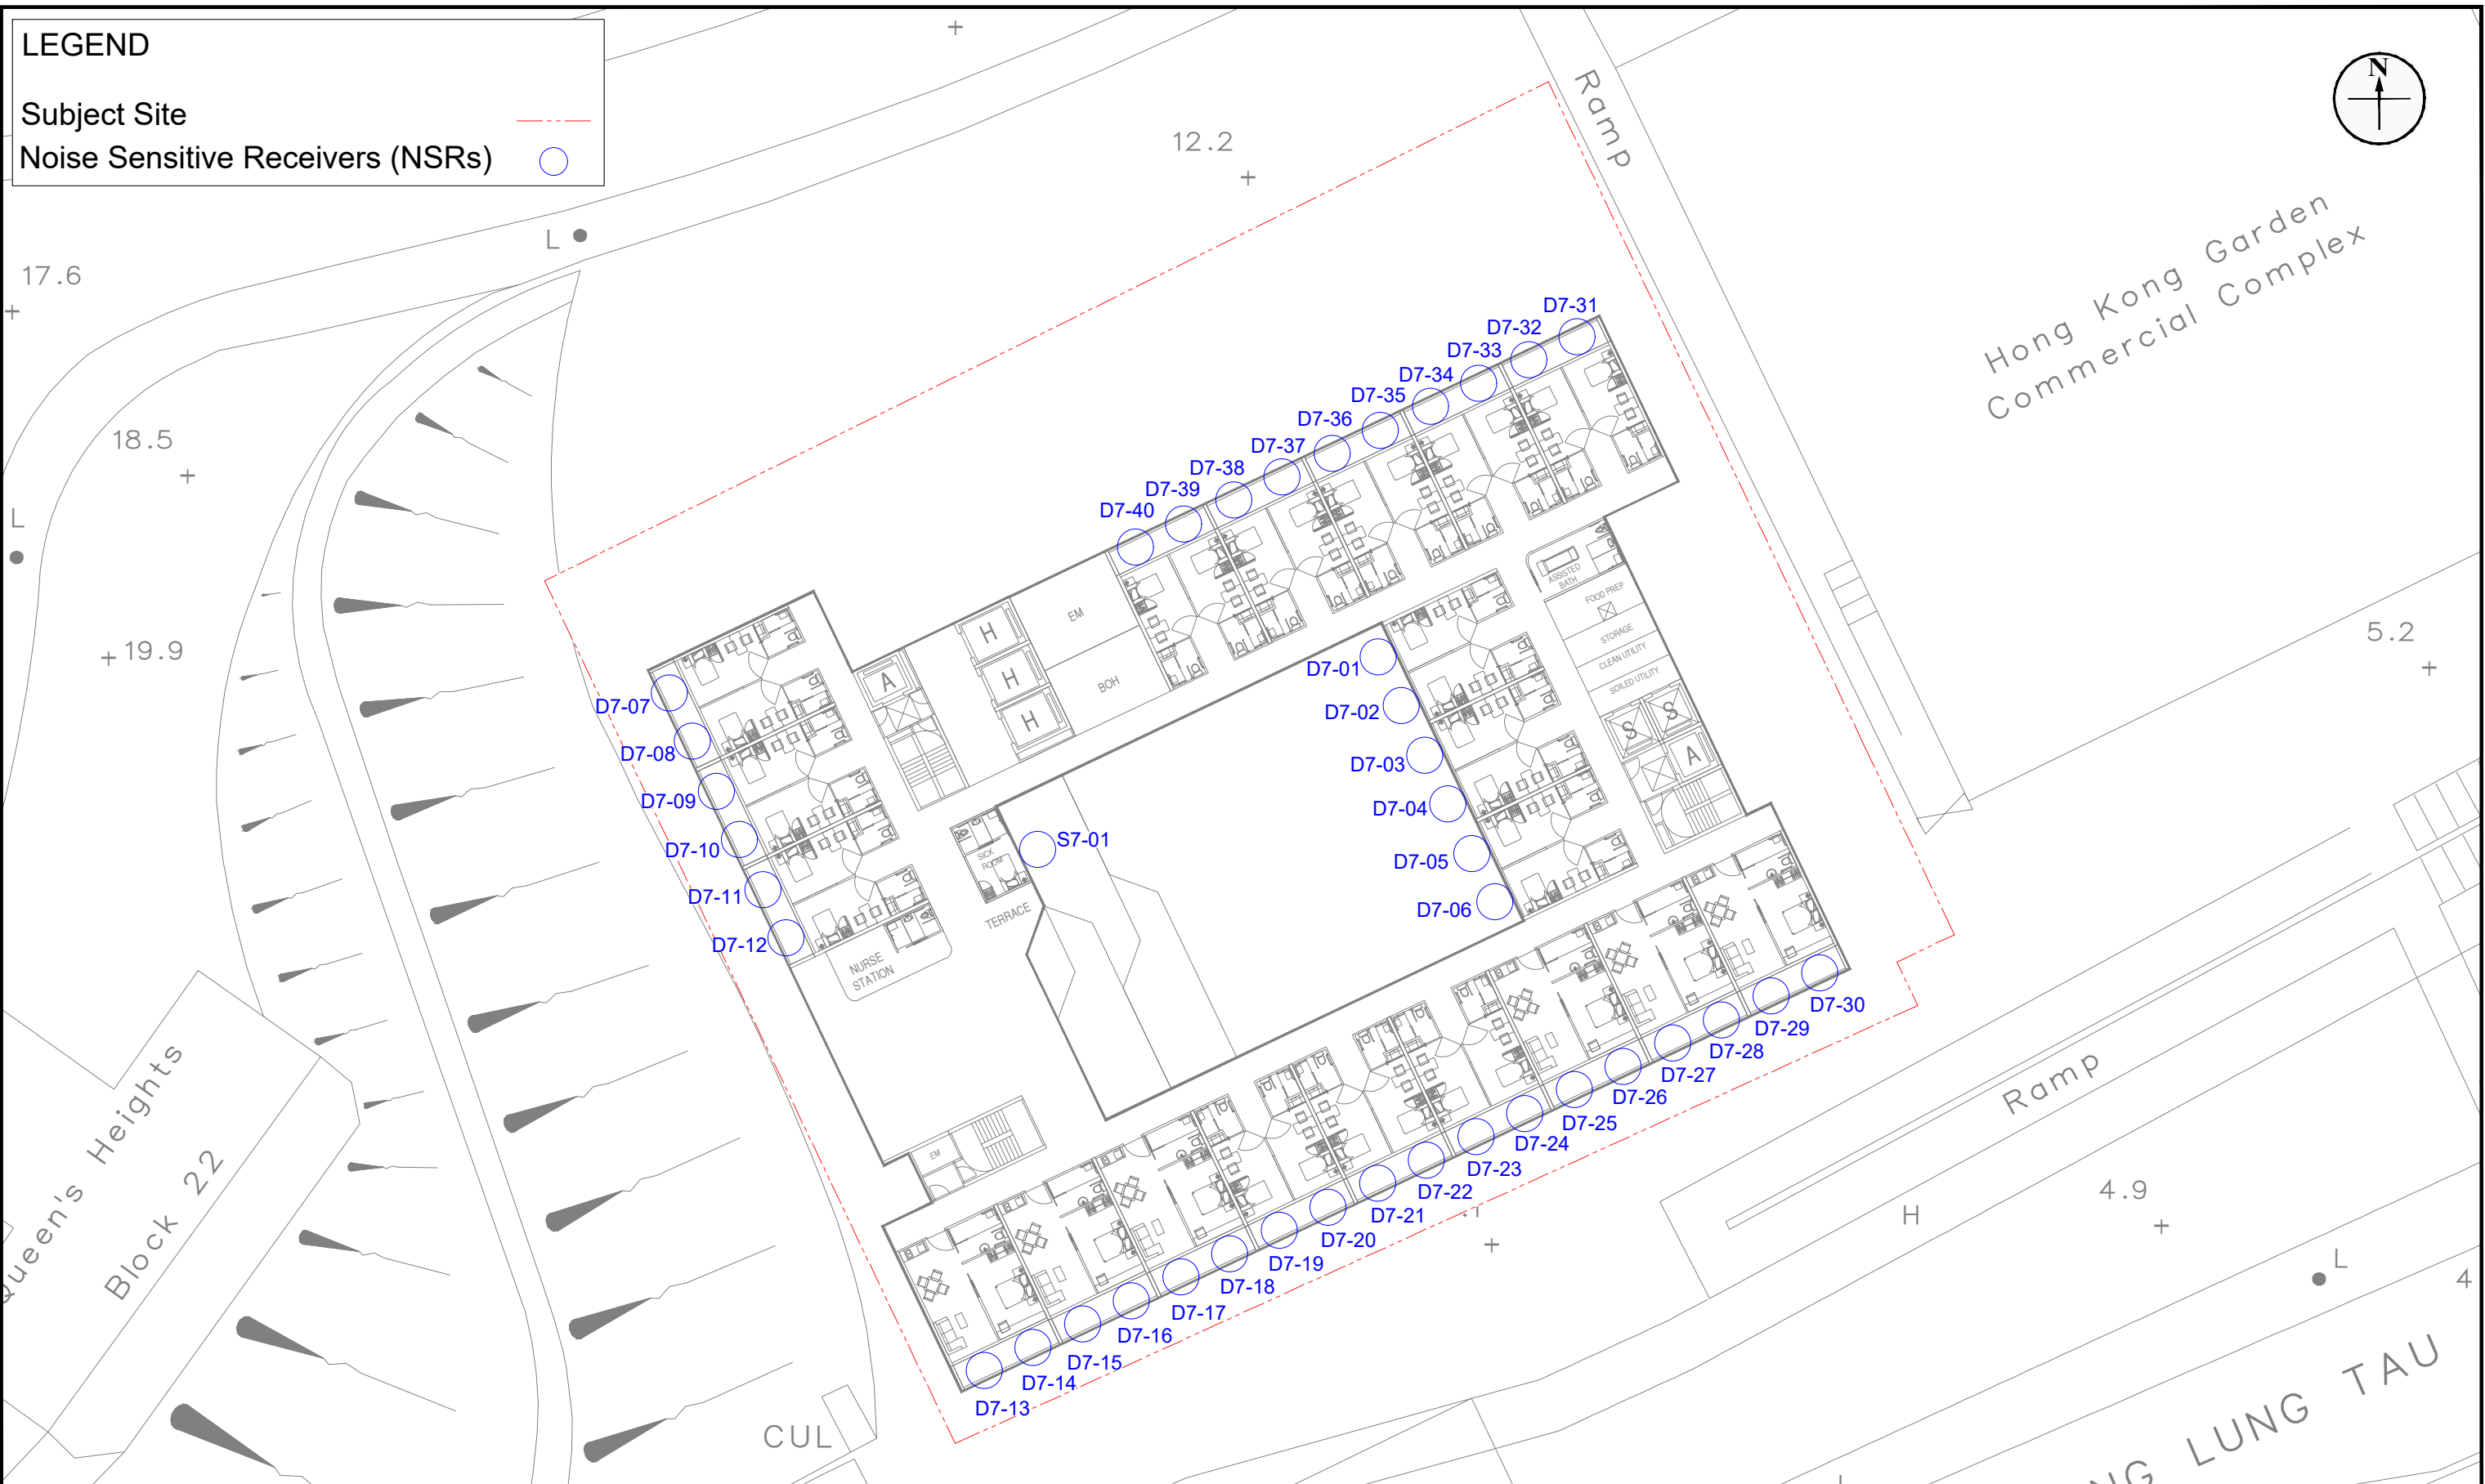 LEGEND
Subject Site
Noise Sensitive Receivers (NSRs)
N
12.2
Ramp
Hong Kong Garden
Commercial Complex
L
17.6
18.5
L
19.9
5.2
D7-31
D7-32
D7-33
D7-34
D7-35
D7-36
D7-37
D7-38
D7-39
D7-40
ASSISTED
BATH
FOOD PREP
STORAGE
CLEAN UTILITY
SOILED UTILITY
S
S
A
EM
BOH
H
H
H
A
D7-01
D7-02
D7-03
D7-04
D7-05
D7-06
D7-07
D7-08
D7-09
D7-10
D7-11
D7-12
S7-01
SICK
ROOM
TERRACE
NURSE
STATION
EM
D7-30
D7-29
D7-28
D7-27
D7-26
D7-25
D7-24
D7-23
D7-22
D7-21
D7-20
D7-19
D7-18
D7-17
D7-16
D7-15
D7-14
D7-13
Queen's Heights
Block 22
CUL
Ramp
H
4.9
L
4
LUNG TAU